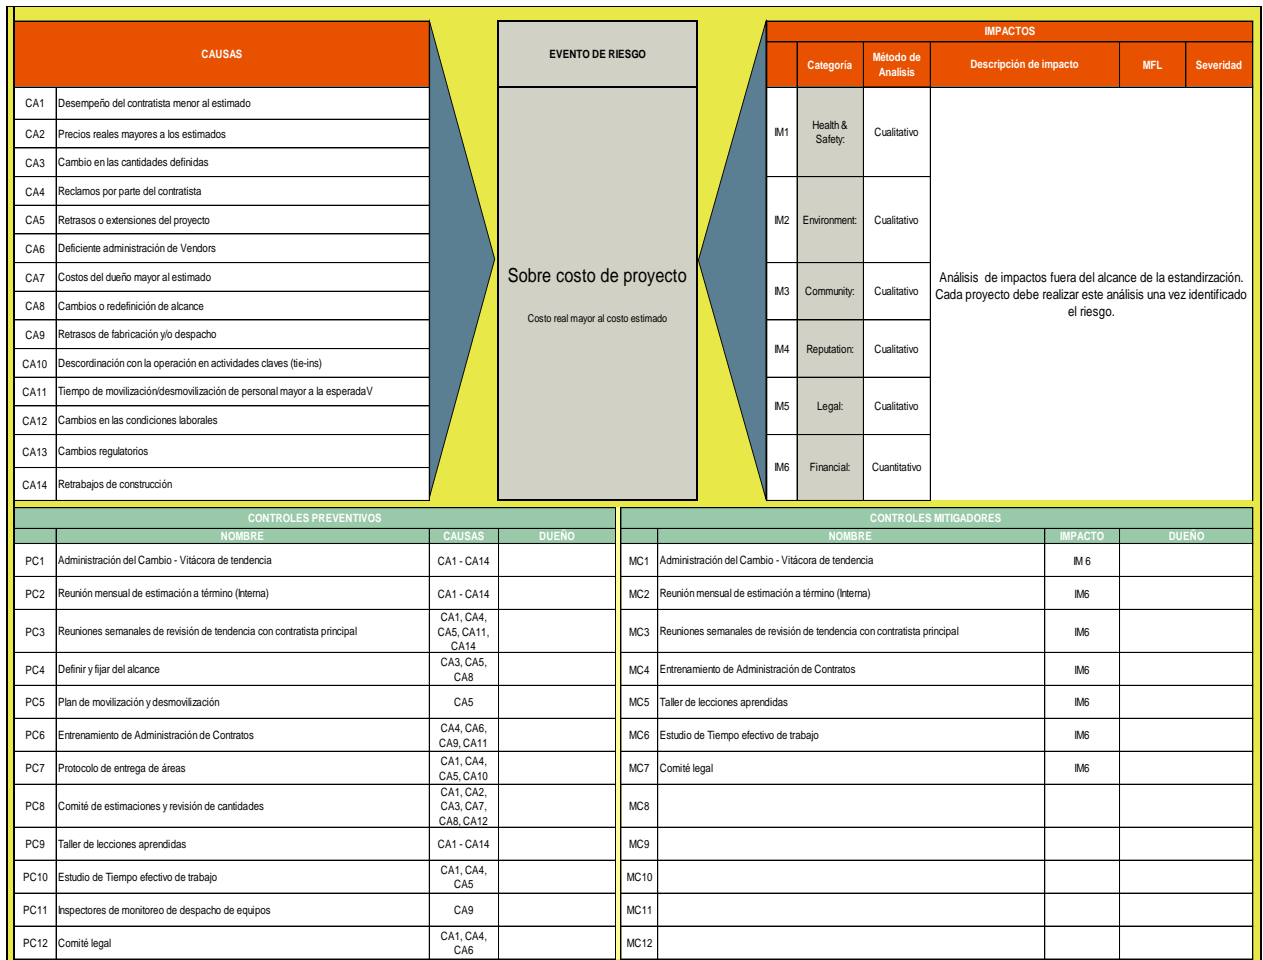 CAUSAS
CA1 Desempeño del contratista menor al estimado
CA2 Precios reales mayores a los estimados
CA3 Cambio en las cantidades definidas
CA4 Reclamos por parte del contratista
CA5 Retrasos o extensiones del proyecto
CA6 Deficiente administración de Vendors
CA7 Costos del dueño mayor al estimado
CA8 Cambios o redefinición de alcance
CA9 Retrasos de fabricación y/o despacho
CA10 Descordinación con la operación en actividades claves (tie-ins)
CA11 Tiempo de movilización/desmovilización de personal mayor a la esperadaV
CA12 Cambios en las condiciones laborales
CA13 Cambios regulatorios
CA14 Retrabajos de construcción
EVENTO DE RIESGO
Sobre costo de proyecto
Costo real mayor al costo estimado
IMPACTOS
Categoría
Método de
Analisis
Descripción de impacto
MFL
Severidad
IM1
Health &
Safety:
Cualitativo
IM2 Environment: Cualitativo
IM3 Community: Cualitativo
IM4 Reputation: Cualitativo
IM5 Legal: Cualitativo
IM6 Financial: Cuantitativo
Análisis de impactos fuera del alcance de la estandirzación.
Cada proyecto debe realizar este análisis una vez identificado
el riesgo.
CONTROLES PREVENTIVOS
NOMBRE CAUSAS DUEÑO
PC1 Administración del Cambio - Vitácora de tendencia CA1 - CA14
PC2 Reunión mensual de estimación a término (Interna) CA1 - CA14
PC3 Reuniones semanales de revisión de tendencia con contratista principal
CA1, CA4,
CA5, CA11,
CA14
PC4 Definir y fijar del alcance
CA3, CA5,
CA8
PC5 Plan de movilización y desmovilización CA5
PC6 Entrenamiento de Administración de Contratos
CA4, CA6,
CA9, CA11
PC7 Protocolo de entrega de áreas
CA1, CA4,
CA5, CA10
PC8 Comité de estimaciones y revisión de cantidades
CA1, CA2,
CA3, CA7,
CA8, CA12
PC9 Taller de lecciones aprendidas CA1 - CA14
PC10 Estudio de Tiempo efectivo de trabajo
CA1, CA4,
CA5
PC11 Inspectores de monitoreo de despacho de equipos CA9
PC12 Comité legal
CA1, CA4,
CA6
CONTROLES MITIGADORES
NOMBRE IMPACTO DUEÑO
MC1 Administración del Cambio - Vitácora de tendencia IM 6
MC2 Reunión mensual de estimación a término (Interna) IM6
MC3 Reuniones semanales de revisión de tendencia con contratista principal IM6
MC4 Entrenamiento de Administración de Contratos IM6
MC5 Taller de lecciones aprendidas IM6
MC6 Estudio de Tiempo efectivo de trabajo IM6
MC7 Comité legal IM6
MC8
MC9
MC10
MC11
MC12